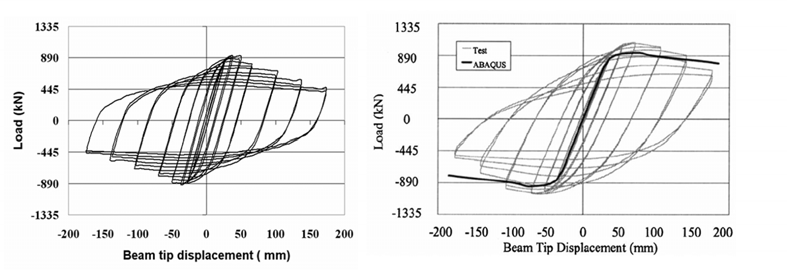 1335
890
445
0
-445
-890
-1335
Load (kN)
-200 -150 -100 -50 0 50 100 150 200
Beam tip displacement ( mm)
1335
890
445
0
-445
-890
-1335
Load (kN)
Test
ABAQUS
-200 -150 -100 -50 0 50 100 150 200
Beam Tip Displacement (mm)